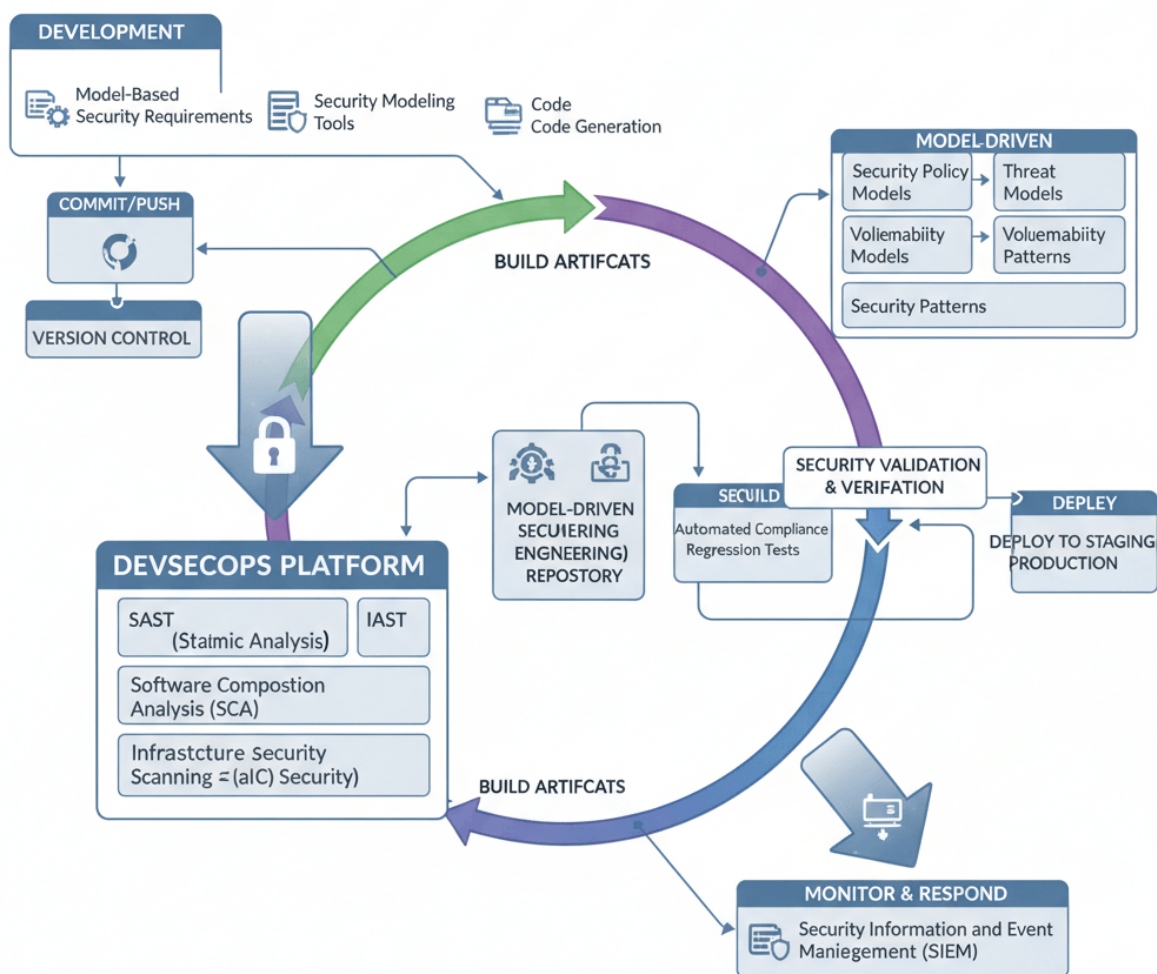 DEVELOPMENT
Model-Based
Security Requirements
Security Modeling
Tools
Code
Code Generation
COMMIT/PUSH
VERSION CONTROL
BUILD ARTIFCATS
MODEL-DRIVEN
Security Policy
Models
Threat
Models
Voliemabiity
Models
Voluemabiity
Patterns
Security Patterns
MODEL-DRIVEN
SECUIERING
ENGNEERING)
REPOSTORY
SECUILD
Automated Compliance
Regression Tests
SECURITY VALIDATION
& VERIFATION
DEPLEY
DEPLOY TO STAGING
PRODUCTION
DEVSECOPS PLATFORM
SAST
(Staimic Analysis)
IAST
Software Compostion
Analysis (SCA)
Infrastcture Security
Scanning = (aIC) Security)
BUILD ARTIFCATS
MONITOR & RESPOND
Security Information and Event
Maniegement (SIEM)